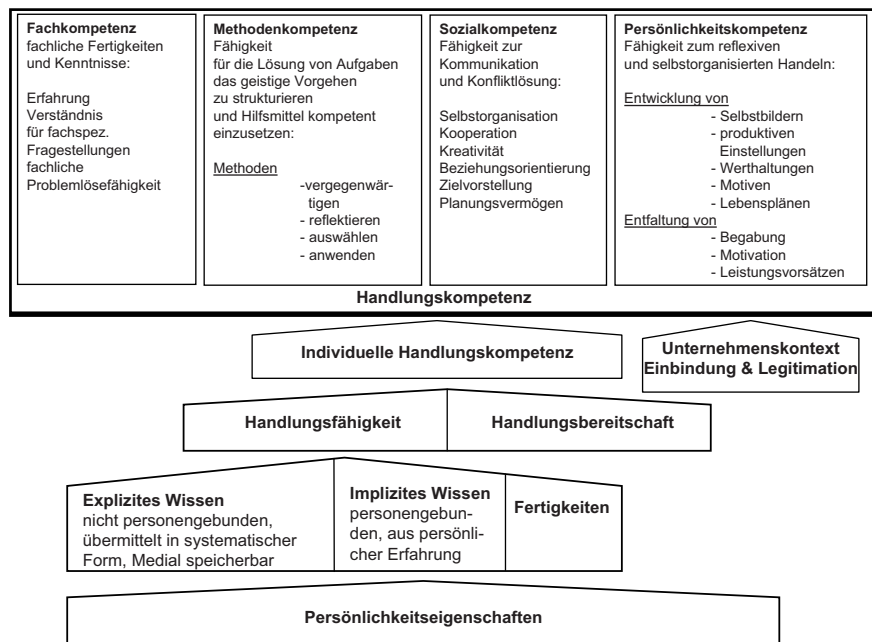 Fachkompetenz
fachliche Fertigkeiten
und Kenntnisse:
Erfahrung
Verständnis
für fachspez.
Fragestellungen
fachliche
Problemlösefähigkeit
Methodenkompetenz
Fähigkeit
für die Lösung von Aufgaben
das geistige Vorgehen
zu strukturieren
und Hilfsmittel kompetent
einzusetzen:
Methoden
-vergegenwär-
tigen
- reflektieren
- auswählen
- anwenden
Sozialkompetenz
Fähigkeit zur
Kommunikation
und Konfliktlösung:
Selbstorganisation
Kooperation
Kreativität
Beziehungsorientierung
Zielvorstellung
Planungsvermögen
Persönlichkeitskompetenz
Fähigkeit zum reflexiven
und selbstorganisierten Handeln:
Entwicklung von
- Selbstbildern
- produktiven
Einstellungen
- Werthaltungen
- Motiven
- Lebensplänen
Entfaltung von
- Begabung
- Motivation
- Leistungsvorsätzen
Handlungskompetenz
Individuelle Handlungskompetenz
Unternehmenskontext
Einbindung & Legitimation
Handlungsfähigkeit
Handlungsbereitschaft
Explizites Wissen
nicht personengebunden,
übermittelt in systematischer
Form, Medial speicherbar
Implizites Wissen
personengebun-
den, aus persönli-
cher Erfahrung
Fertigkeiten
Persönlichkeitseigenschaften